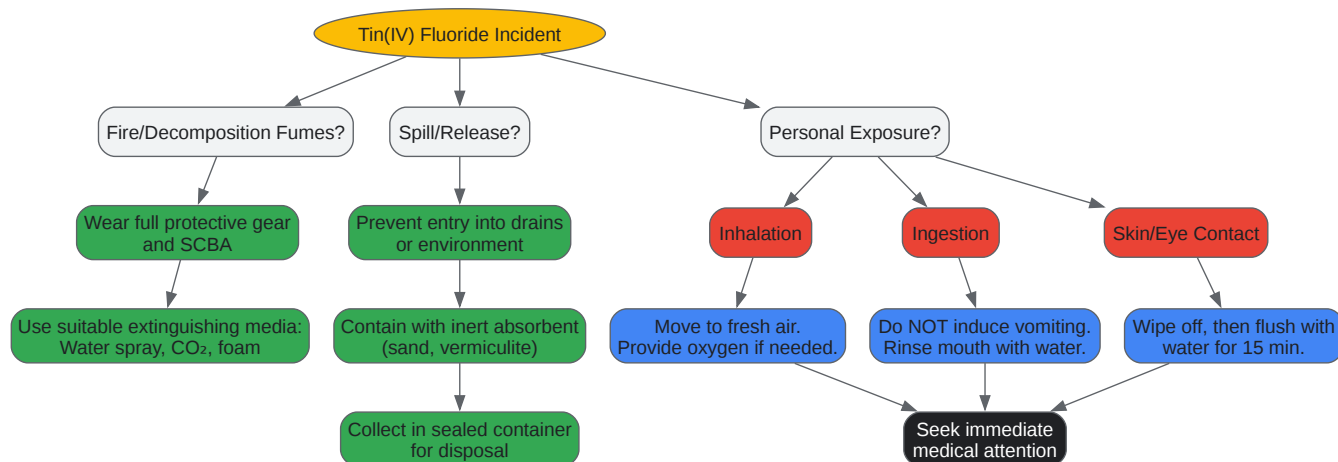 Tin(IV) Fluoride Incident
Fire/Decomposition Fumes?
Spill/Release?
Personal Exposure?
Wear full protective gear
and SCBA
Prevent entry into drains
or environment
Inhalation
Ingestion
Skin/Eye Contact
Use suitable extinguishing media:
Water spray, CO₂, foam
Contain with inert absorbent
(sand, vermiculite)
Move to fresh air.
Provide oxygen if needed.
Do NOT induce vomiting.
Rinse mouth with water.
Wipe off, then flush with
water for 15 min.
Collect in sealed container
for disposal
Seek immediate
medical attention